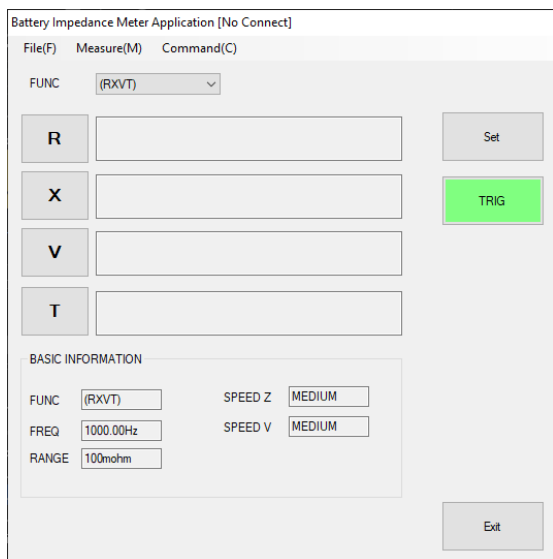 Battery Impedance Meter Application [No Connect]
File(F) Measure(M) Command(C)
FUNC (RXVT)
R
Set
X
TRIG
V
T
BASIC INFORMATION
FUNC (RXVT) SPEED Z MEDIUM
FREQ 1000.00Hz SPEED V MEDIUM
RANGE 100mohm
Exit